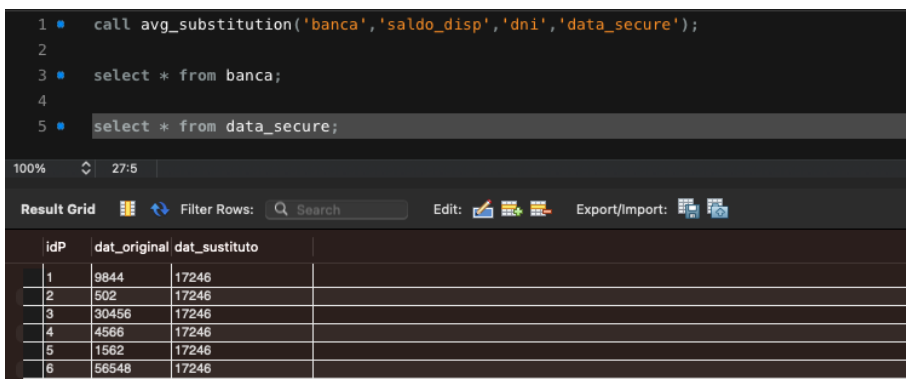 1 call avg_substitution('banca','saldo_disp','dni','data_secure');
2
3 select * from banca;
4
5 select * from data_secure;
100% 27:5
Result Grid Filter Rows: Search Edit: Export/Import:
idP dat_original dat_sustituto
1 9844 17246
2 502 17246
3 30456 17246
4 4566 17246
5 1562 17246
6 56548 17246